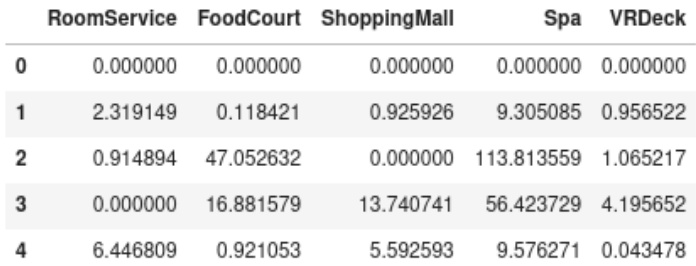 RoomService FoodCourt ShoppingMall Spa VRDeck
0 0.000000 0.000000 0.000000 0.000000 0.000000
1 2.319149 0.118421 0.925926 9.305085 0.956522
2 0.914894 47.052632 0.000000 113.813559 1.065217
3 0.000000 16.881579 13.740741 56.423729 4.195652
4 6.446809 0.921053 5.592593 9.576271 0.043478